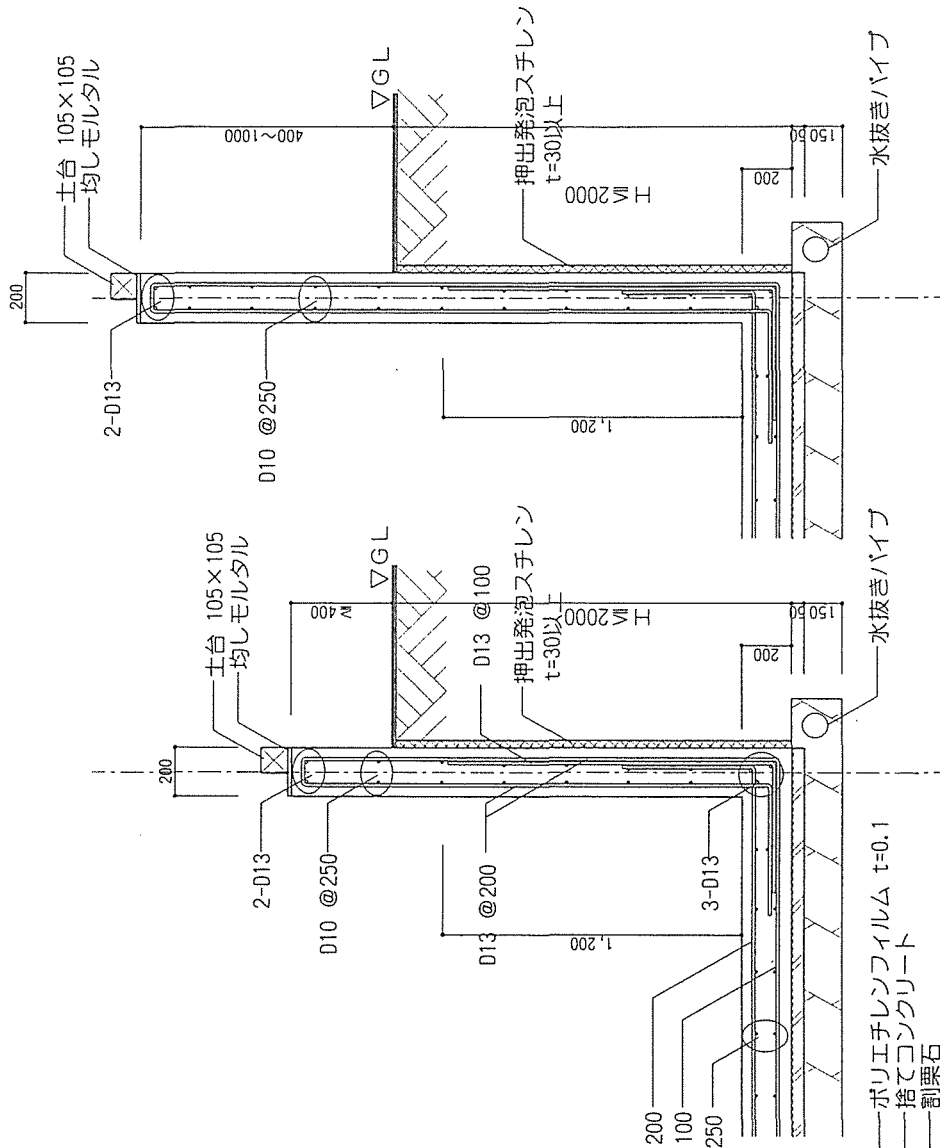 土台 105×105
均しモルタル
200
2-D13
D10 @250
400～1000
▽GL
押出発泡スチレン
t=30以上
H≦2000
1,200
200
150
50
水抜きパイプ
土台 105×105
均しモルタル
200
2-D13
D10 @250
≧400
▽GL
D13 @100
押出発泡スチレン
t=30以上
H≦2000
D13 @200
1,200
3-D13
200
150
50
水抜きパイプ
200
100
250
ポリエチレンフィルム t=0.1
捨てコンクリート
割栗石